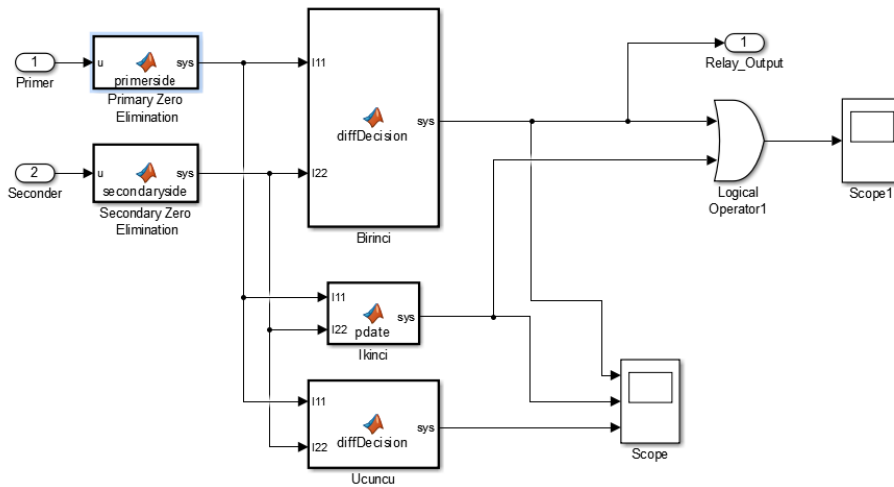 1
Primer
u
sys
primerside
Primary Zero
Elimination
2
Seconder
u
sys
secondaryside
Secondary Zero
Elimination
I11
I22
sys
diffDecision
Birinci
I11
I22
sys
pdate
Ikinci
I11
I22
sys
diffDecision
Ucuncu
1
Relay_Output
Logical
Operator1
Scope1
Scope